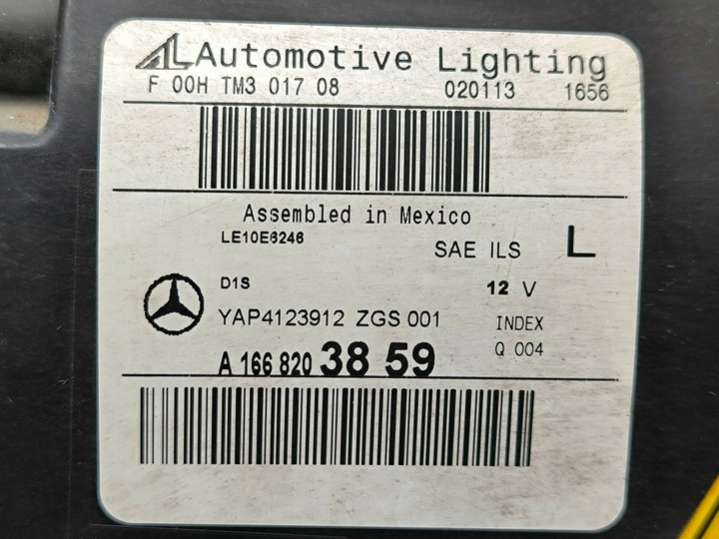 AL Automotive Lighting
F 00H TM3 017 08 020113 1656
Assembled in Mexico
LE10E6246
SAE ILS L
D1S 12 V
YAP4123912 ZGS 001 INDEX
A 166 820 38 59 Q 004